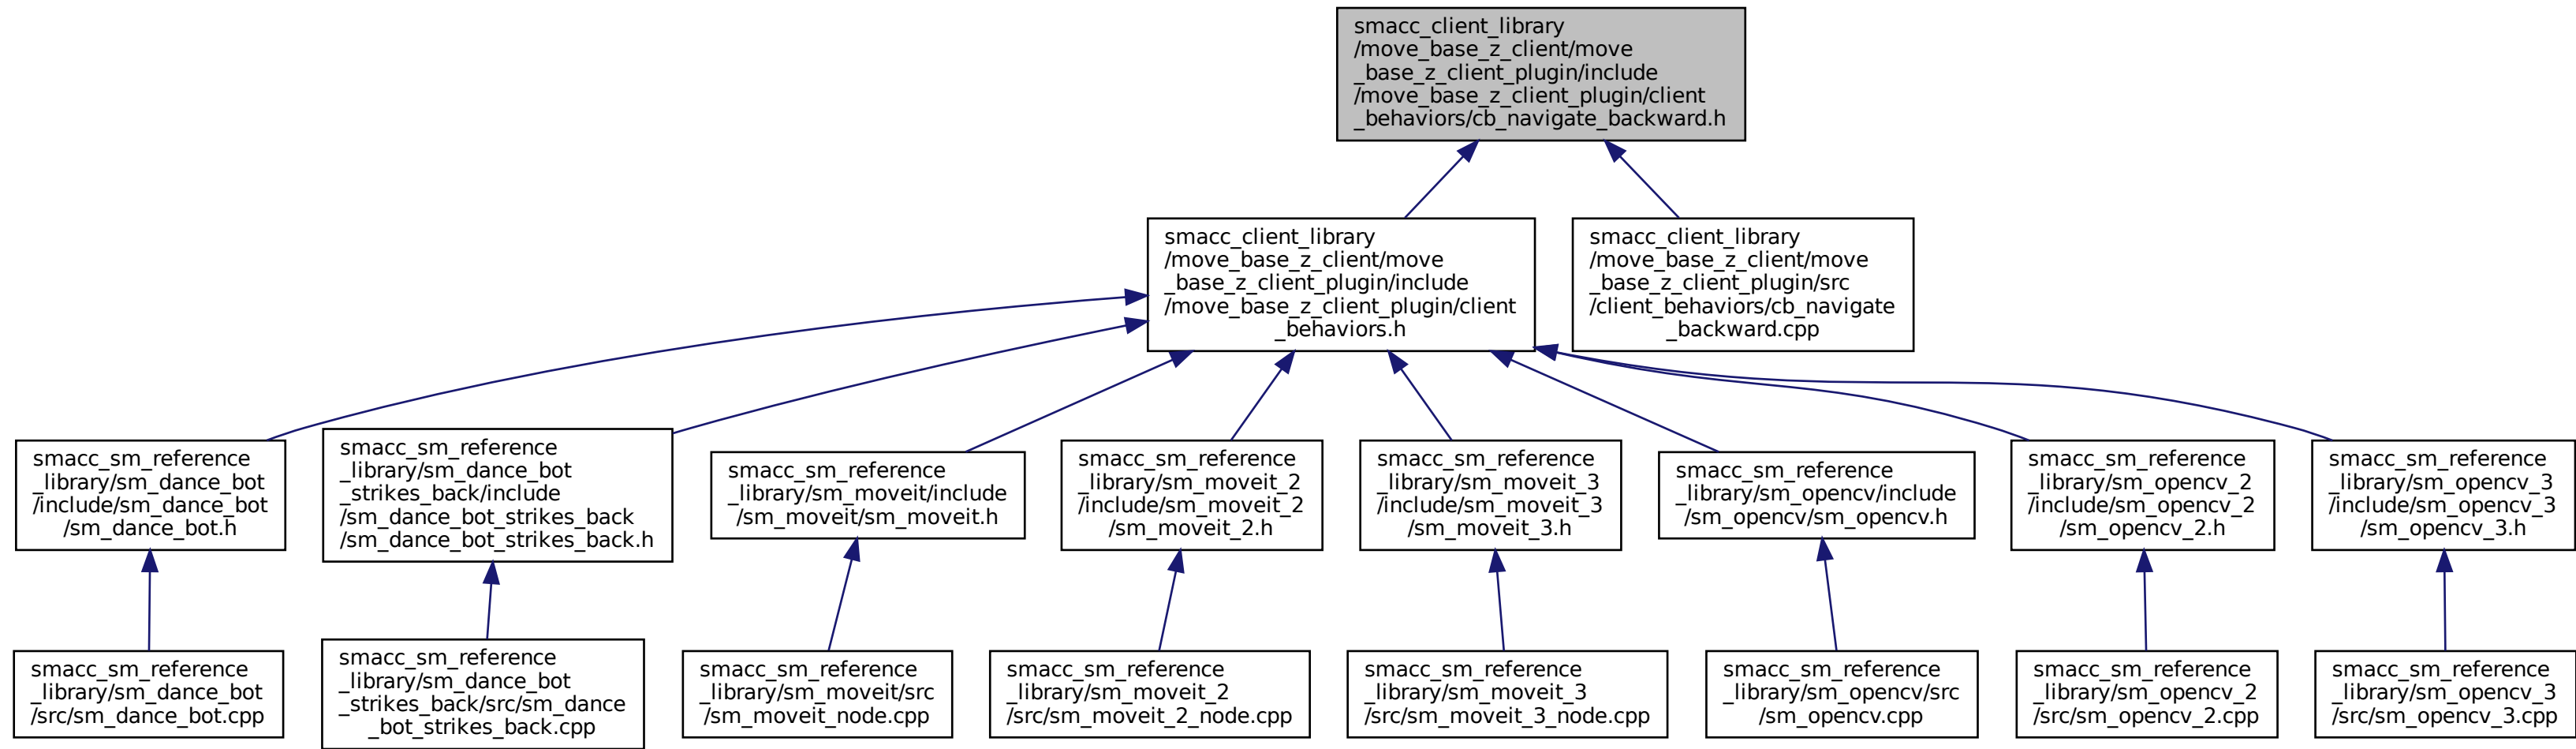 smacc_client_library
/move_base_z_client/move
_base_z_client_plugin/include
/move_base_z_client_plugin/client
_behaviors/cb_navigate_backward.h
smacc_client_library
/move_base_z_client/move
_base_z_client_plugin/include
/move_base_z_client_plugin/client
_behaviors.h
smacc_client_library
/move_base_z_client/move
_base_z_client_plugin/src
/client_behaviors/cb_navigate
_backward.cpp
smacc_sm_reference
_library/sm_dance_bot
/include/sm_dance_bot
/sm_dance_bot.h
smacc_sm_reference
_library/sm_dance_bot
_strikes_back/include
/sm_dance_bot_strikes_back
/sm_dance_bot_strikes_back.h
smacc_sm_reference
_library/sm_moveit/include
/sm_moveit/sm_moveit.h
smacc_sm_reference
_library/sm_moveit_2
/include/sm_moveit_2
/sm_moveit_2.h
smacc_sm_reference
_library/sm_moveit_3
/include/sm_moveit_3
/sm_moveit_3.h
smacc_sm_reference
_library/sm_opencv/include
/sm_opencv/sm_opencv.h
smacc_sm_reference
_library/sm_opencv_2
/include/sm_opencv_2
/sm_opencv_2.h
smacc_sm_reference
_library/sm_opencv_3
/include/sm_opencv_3
/sm_opencv_3.h
smacc_sm_reference
_library/sm_dance_bot
/src/sm_dance_bot.cpp
smacc_sm_reference
_library/sm_dance_bot
_strikes_back/src/sm_dance
_bot_strikes_back.cpp
smacc_sm_reference
_library/sm_moveit/src
/sm_moveit_node.cpp
smacc_sm_reference
_library/sm_moveit_2
/src/sm_moveit_2_node.cpp
smacc_sm_reference
_library/sm_moveit_3
/src/sm_moveit_3_node.cpp
smacc_sm_reference
_library/sm_opencv/src
/sm_opencv.cpp
smacc_sm_reference
_library/sm_opencv_2
/src/sm_opencv_2.cpp
smacc_sm_reference
_library/sm_opencv_3
/src/sm_opencv_3.cpp